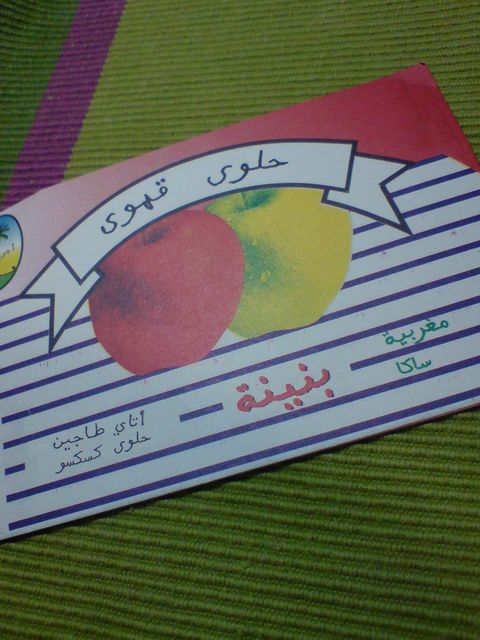 حلوى قهوى
مغربية
ساكا
بنينة
أتاي طاجين
حلوى كسكسو